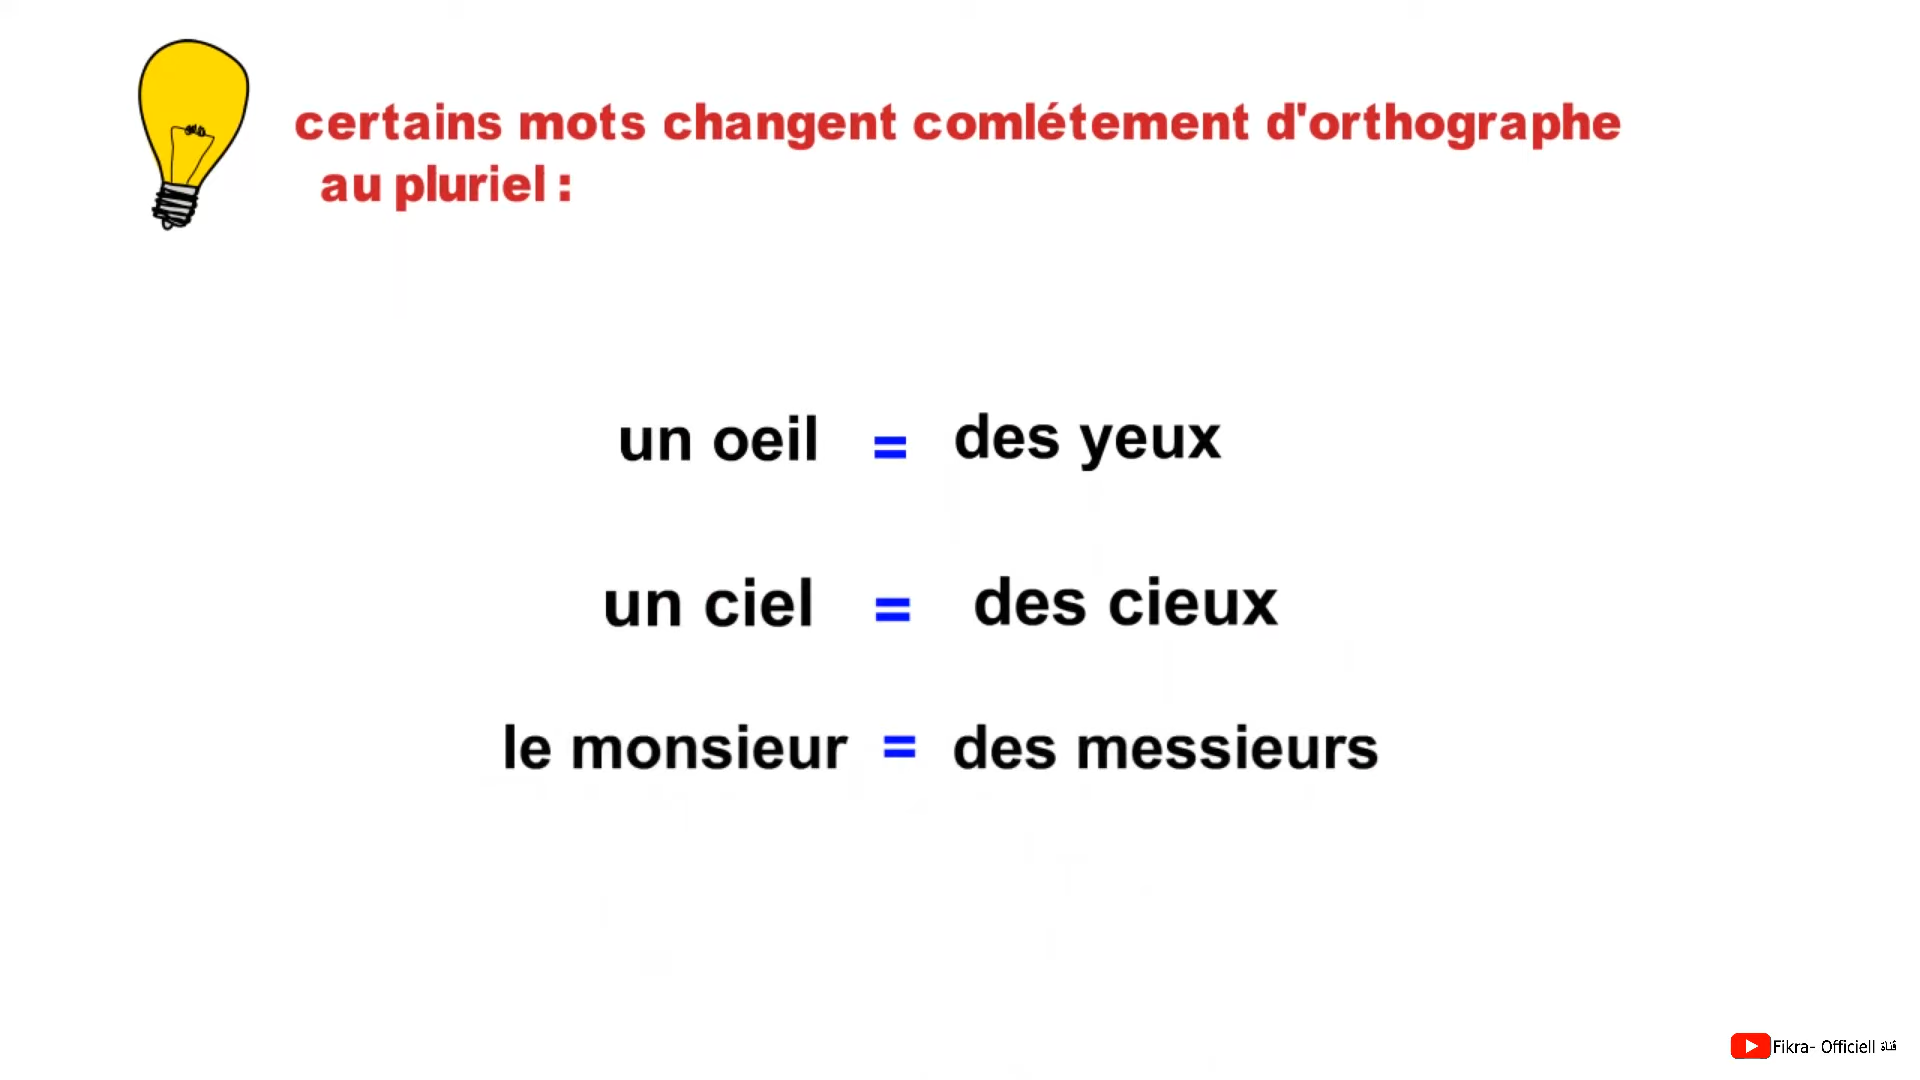 certains mots changent comlétement d'orthographe
au pluriel :
un oeil = des yeux
un ciel = des cieux
le monsieur = des messieurs
Fikra- Officiell قناة